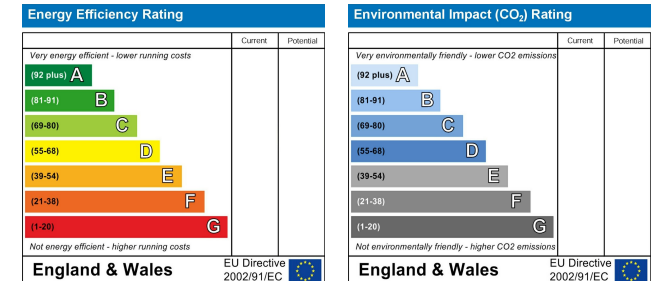 Energy Efficiency Rating
Current Potential
Very energy efficient - lower running costs
(92 plus) A
(81-91) B
(69-80) C
(55-68) D
(39-54) E
(21-38) F
(1-20) G
Not energy efficient - higher running costs
England & Wales
EU Directive
2002/91/EC
Environmental Impact (CO₂) Rating
Current Potential
Very environmentally friendly - lower CO2 emissions
(92 plus) A
(81-91) B
(69-80) C
(55-68) D
(39-54) E
(21-38) F
(1-20) G
Not environmentally friendly - higher CO2 emissions
England & Wales
EU Directive
2002/91/EC